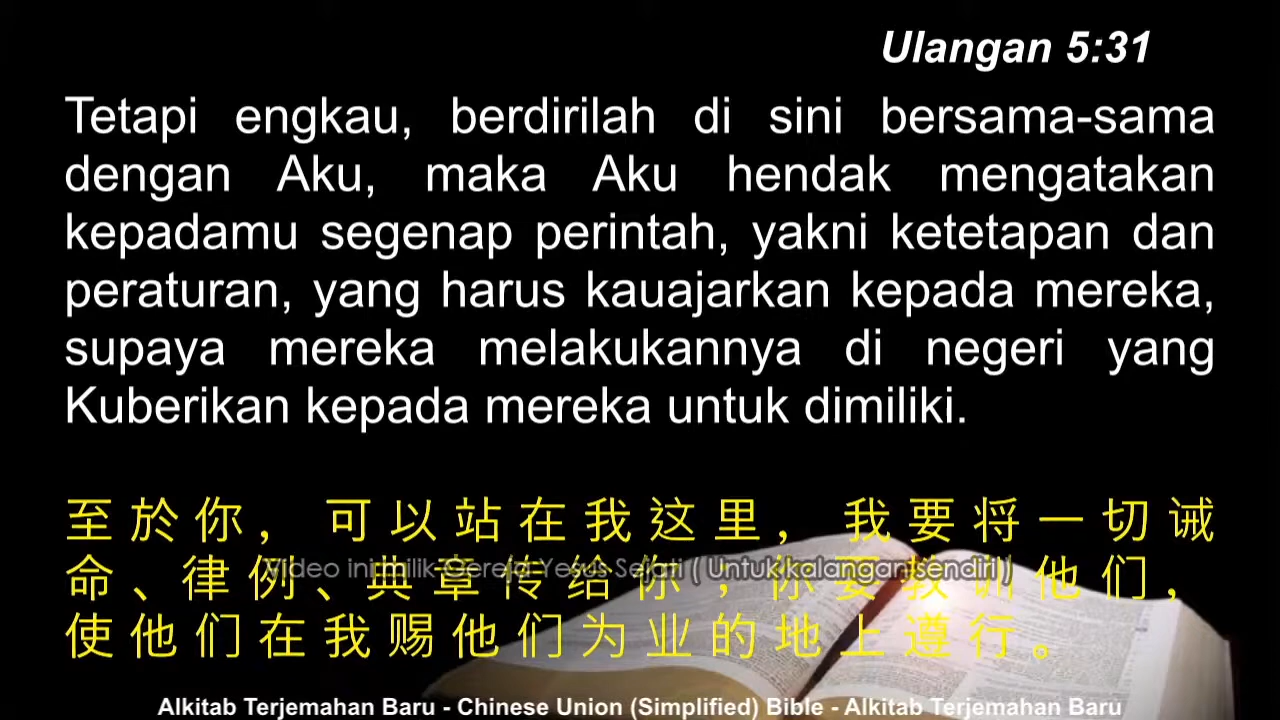 Ulangan 5:31
Tetapi engkau, berdirilah di sini bersama-sama
dengan Aku, maka Aku hendak mengatakan
kepadamu segenap perintah, yakni ketetapan dan
peraturan, yang harus kauajarkan kepada mereka,
supaya mereka melakukannya di negeri yang
Kuberikan kepada mereka untuk dimiliki.
至於你，可以站在我这里，我要将一切诫
命、律例、典章传给你；你要教训他们，
Video ini milik Gereja Yesus Sejati ( Untuk kalangan sendiri )
使他们在我赐他们为业的地上遵行。
Alkitab Terjemahan Baru - Chinese Union (Simplified) Bible - Alkitab Terjemahan Baru